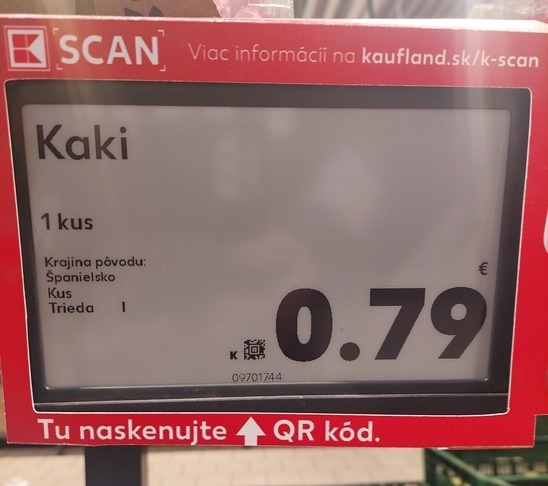 K SCAN Viac informácií na kaufland.sk/k-scan
Kaki
1 kus
Krajina pôvodu:
Španielsko
Kus
Trieda I
€
0.79
K
09701744
Tu naskenujte QR kód.